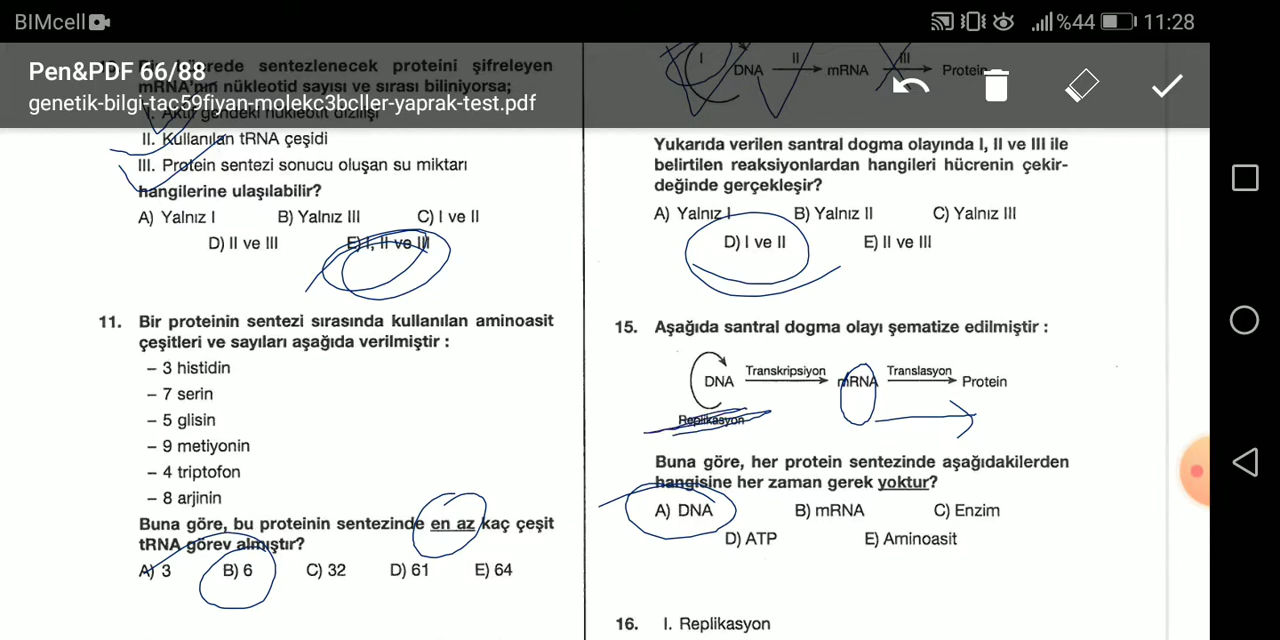 BIMcell
%44 11:28
Pen&PDF 66/88
genetik-bilgi-tac59fiyan-molekc3bcller-yaprak-test.pdf
sentezlenecek proteini şifreleyen
mRNA'nın nükleotid sayısı ve sırası biliniyorsa;
I. Aktif gendeki nükleotit dizilişi
II. Kullanılan tRNA çeşidi
III. Protein sentezi sonucu oluşan su miktarı
hangilerine ulaşılabilir?
A) Yalnız I B) Yalnız III C) I ve II
D) II ve III E) I, II ve III
11. Bir proteinin sentezi sırasında kullanılan aminoasit
çeşitleri ve sayıları aşağıda verilmiştir :
– 3 histidin
– 7 serin
– 5 glisin
– 9 metiyonin
– 4 triptofon
– 8 arjinin
Buna göre, bu proteinin sentezinde en az kaç çeşit
tRNA görev almıştır?
A) 3 B) 6 C) 32 D) 61 E) 64
I II III
DNA mRNA Protein
Yukarıda verilen santral dogma olayında I, II ve III ile
belirtilen reaksiyonlardan hangileri hücrenin çekir-
değinde gerçekleşir?
A) Yalnız I B) Yalnız II C) Yalnız III
D) I ve II E) II ve III
15. Aşağıda santral dogma olayı şematize edilmiştir :
Transkripsiyon Translasyon
DNA mRNA Protein
Replikasyon
Buna göre, her protein sentezinde aşağıdakilerden
hangisine her zaman gerek yoktur?
A) DNA B) mRNA C) Enzim
D) ATP E) Aminoasit
16. I. Replikasyon